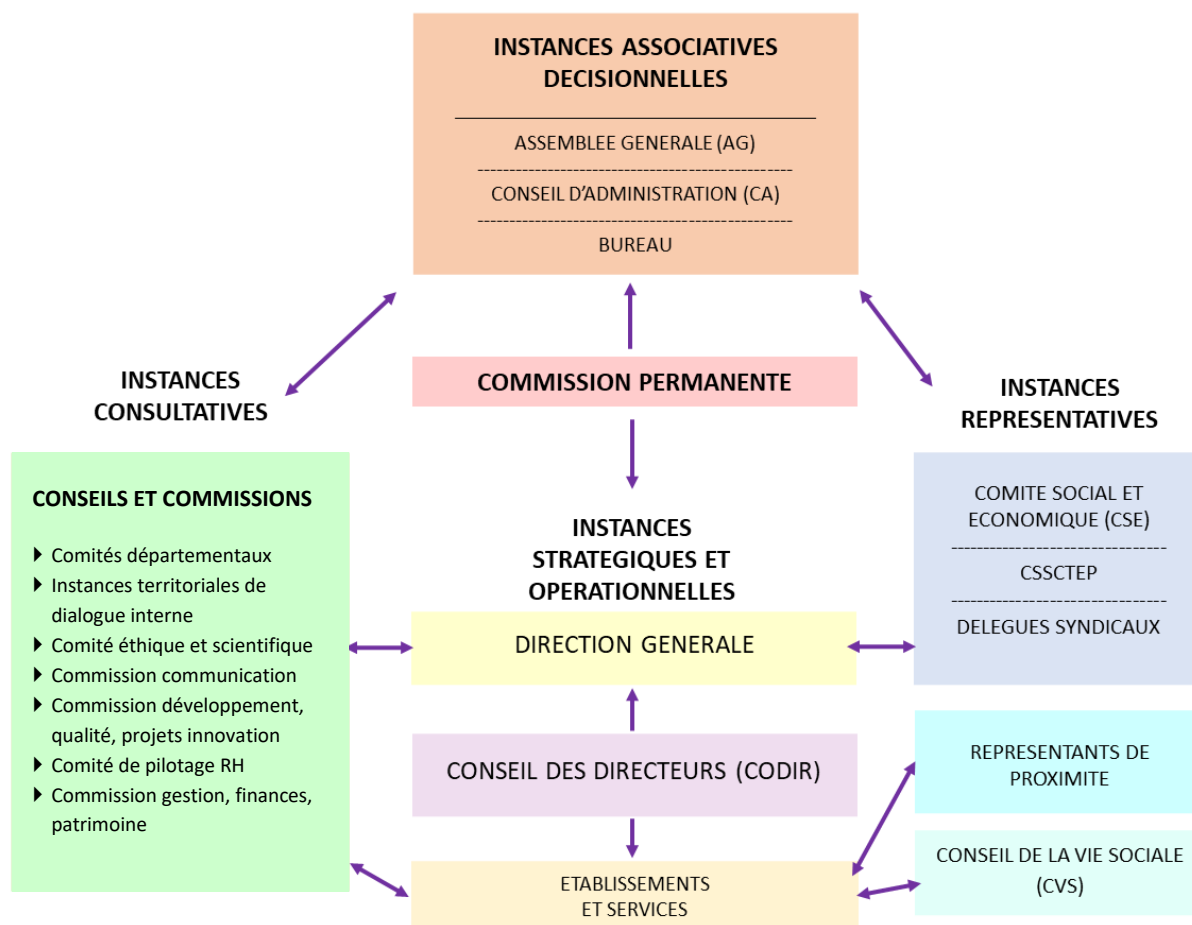 INSTANCES ASSOCIATIVES
DECISIONNELLES
ASSEMBLEE GENERALE (AG)
CONSEIL D'ADMINISTRATION (CA)
BUREAU
COMMISSION PERMANENTE
INSTANCES
CONSULTATIVES
CONSEILS ET COMMISSIONS
Comités départementaux
Instances territoriales de
dialogue interne
Comité éthique et scientifique
Commission communication
Commission développement,
qualité, projets innovation
Comité de pilotage RH
Commission gestion, finances,
patrimoine
INSTANCES
STRATEGIQUES ET
OPERATIONNELLES
DIRECTION GENERALE
CONSEIL DES DIRECTEURS (CODIR)
ETABLISSEMENTS
ET SERVICES
INSTANCES
REPRESENTATIVES
COMITE SOCIAL ET
ECONOMIQUE (CSE)
CSSCTEP
DELEGUES SYNDICAUX
REPRESENTANTS DE
PROXIMITE
CONSEIL DE LA VIE SOCIALE
(CVS)